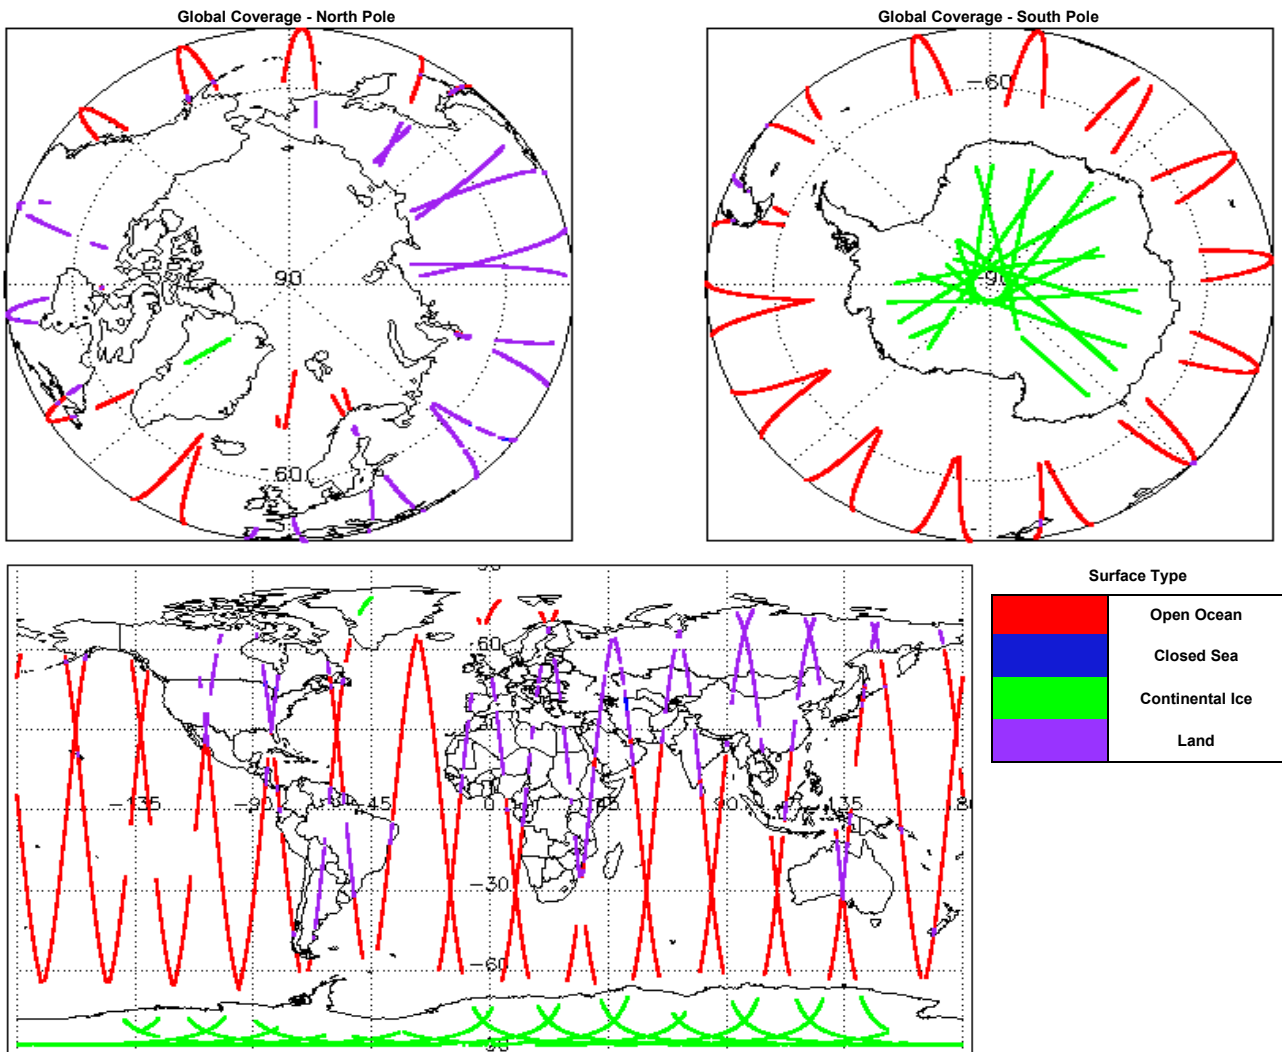 Global Coverage - North Pole
Global Coverage - South Pole
90
-60
-60
-90
Surface Type
Open Ocean
Closed Sea
Continental Ice
Land
60
-135
-90
-45
0
90
135
-30
-60